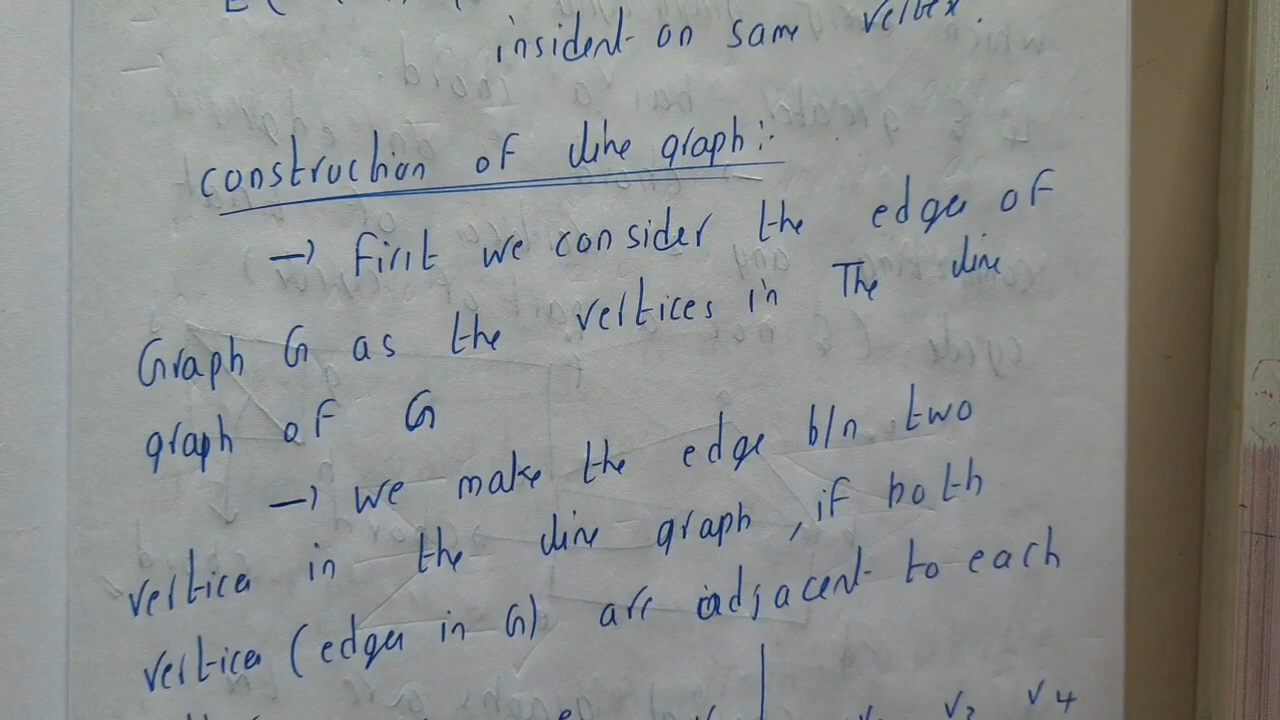 insident on same vertex.
construction of line graph:-
→ first we consider the edges of
Graph G as the vertices in The line
graph of G
→ we make the edge b/n two
vertices in the line graph, if both
vertices (edges in G) are adjacent to each
v2 v4